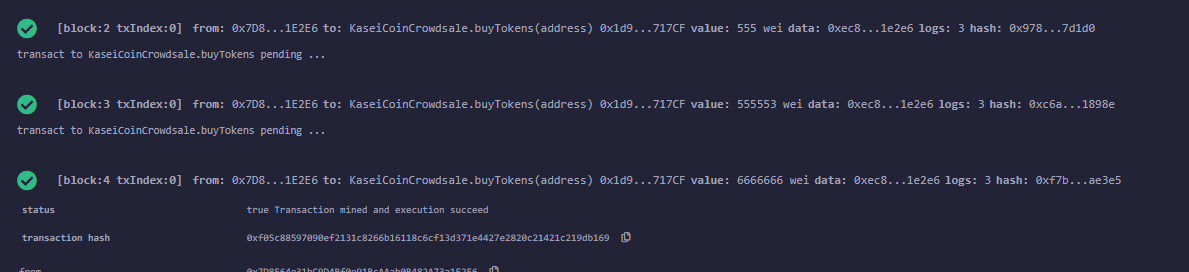 [block:2 txIndex:0] from: 0x7D8...1E2E6 to: KaseiCoinCrowdsale.buyTokens(address) 0x1d9...717CF value: 555 wei data: 0xec8...1e2e6 logs: 3 hash: 0x978...7d1d0
transact to KaseiCoinCrowdsale.buyTokens pending ...
[block:3 txIndex:0] from: 0x7D8...1E2E6 to: KaseiCoinCrowdsale.buyTokens(address) 0x1d9...717CF value: 555553 wei data: 0xec8...1e2e6 logs: 3 hash: 0xc6a...1898e
transact to KaseiCoinCrowdsale.buyTokens pending ...
[block:4 txIndex:0] from: 0x7D8...1E2E6 to: KaseiCoinCrowdsale.buyTokens(address) 0x1d9...717CF value: 6666666 wei data: 0xec8...1e2e6 logs: 3 hash: 0xf7b...ae3e5
status true Transaction mined and execution succeed
transaction hash 0xf05c88597090ef2131c8266b16118c6cf13d371e4427e2820c21421c219db169
from